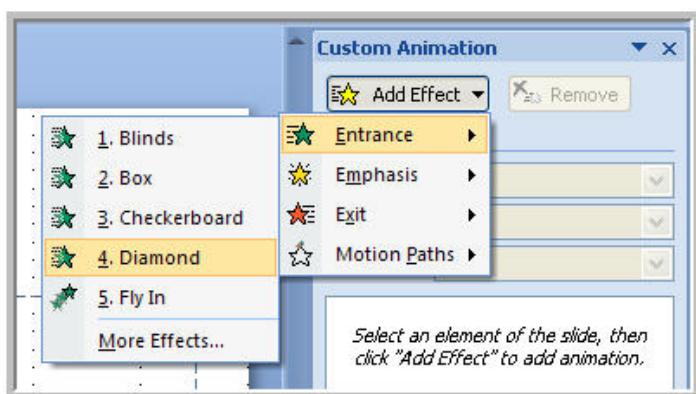 Custom Animation
Add Effect
Remove
Entrance
Emphasis
Exit
Motion Paths
1. Blinds
2. Box
3. Checkerboard
4. Diamond
5. Fly In
More Effects...
Select an element of the slide, then
click "Add Effect" to add animation.